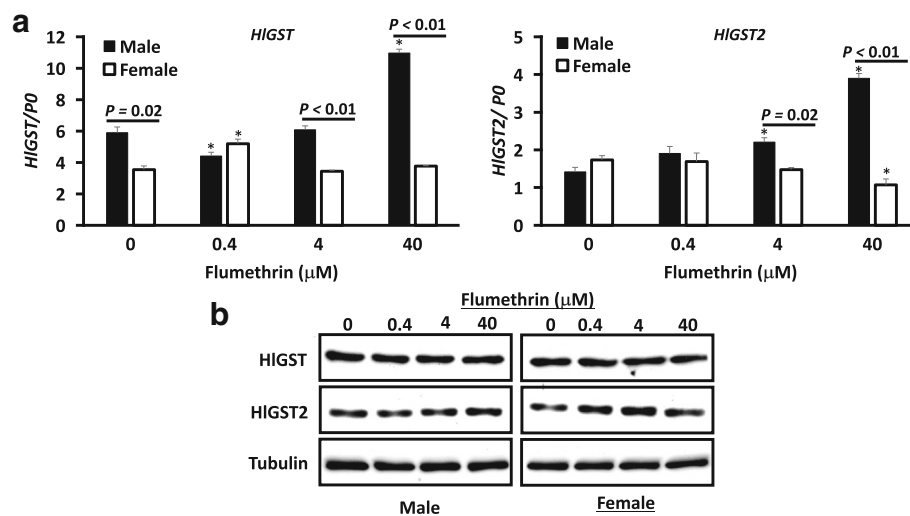 a
HlGST
Male
Female
P = 0.02
*
*
P < 0.01
P < 0.01
*
12
10
8
6
4
2
0
HlGST/P0
0 0.4 4 40
Flumethrin (μM)
HlGST2
Male
Female
P = 0.02
*
P < 0.01
*
*
5
4
3
2
1
0
HlGST2/ P0
0 0.4 4 40
Flumethrin (μM)
b
Flumethrin (μM)
0 0.4 4 40 0 0.4 4 40
HlGST
HlGST2
Tubulin
Male Female